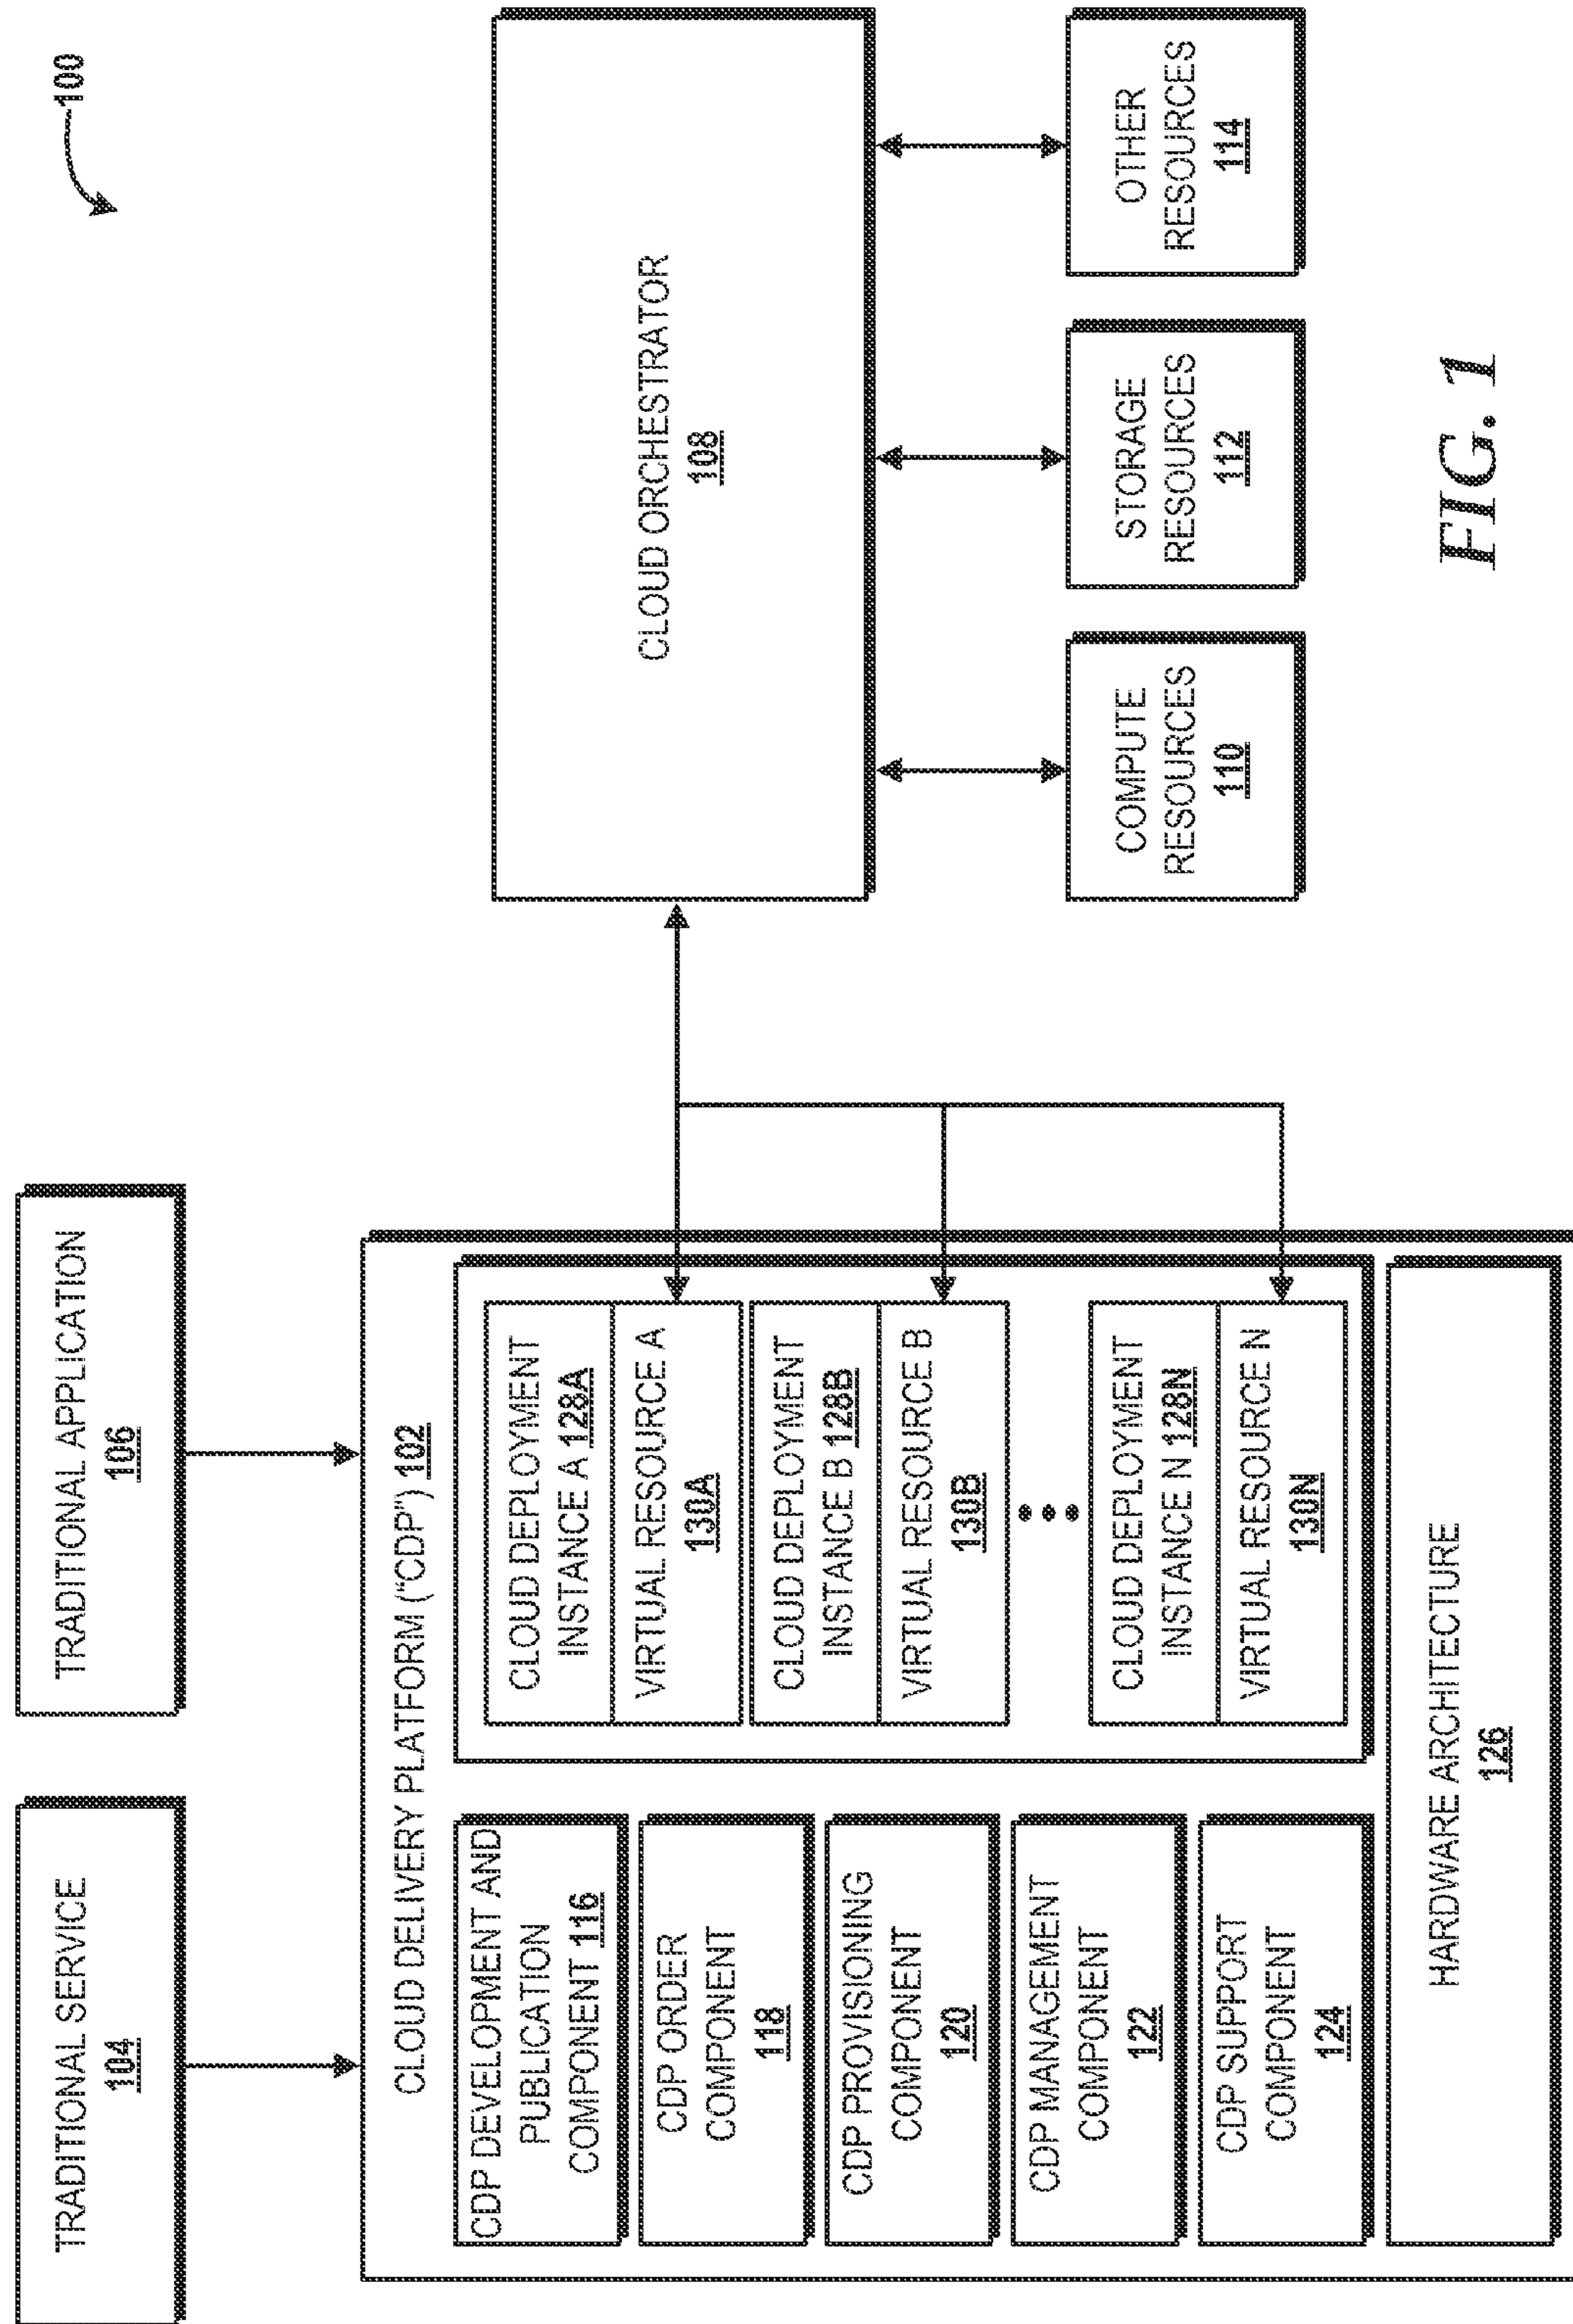 100
TRADITIONAL SERVICE
104
TRADITIONAL APPLICATION
106
CLOUD DELIVERY PLATFORM ("CDP") 102
CDP DEVELOPMENT AND
PUBLICATION
COMPONENT 116
CDP ORDER
COMPONENT
118
CDP PROVISIONING
COMPONENT
120
CDP MANAGEMENT
COMPONENT
122
CDP SUPPORT
COMPONENT
124
CLOUD DEPLOYMENT
INSTANCE A 128A
VIRTUAL RESOURCE A
130A
CLOUD DEPLOYMENT
INSTANCE B 128B
VIRTUAL RESOURCE B
130B
CLOUD DEPLOYMENT
INSTANCE N 128N
VIRTUAL RESOURCE N
130N
HARDWARE ARCHITECTURE
126
CLOUD ORCHESTRATOR
108
COMPUTE
RESOURCES
110
STORAGE
RESOURCES
112
OTHER
RESOURCES
114
FIG. 1